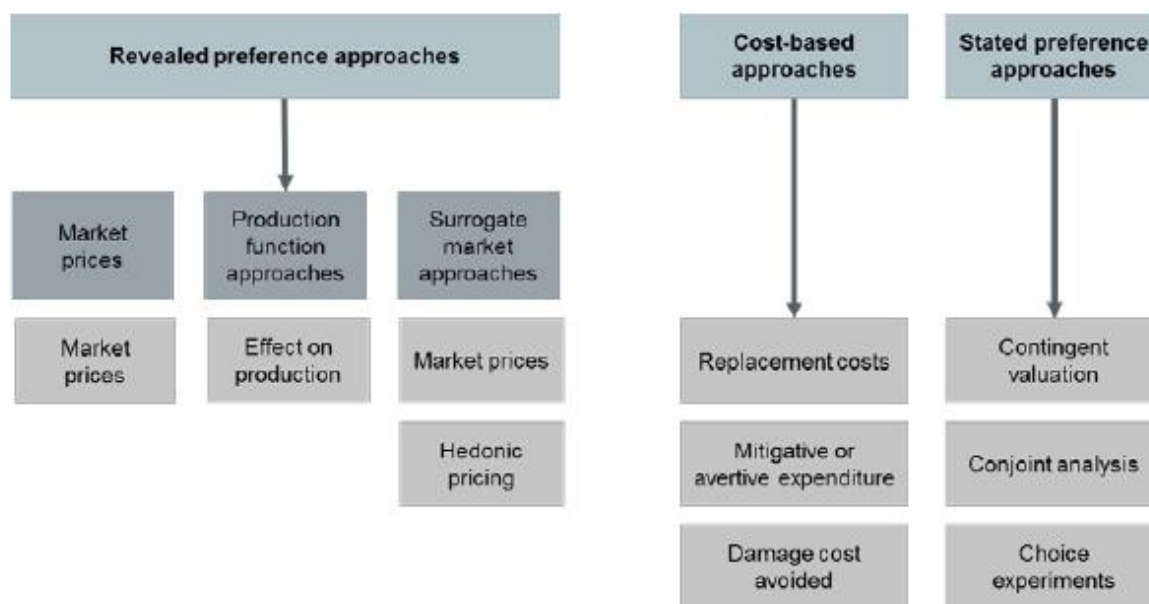 Revealed preference approaches
Cost-based
approaches
Stated preference
approaches
Market
prices
Production
function
approaches
Surrogate
market
approaches
Market
prices
Effect on
production
Market prices
Hedonic
pricing
Replacement costs
Mitigative or
avertive expenditure
Damage cost
avoided
Contingent
valuation
Conjoint analysis
Choice
experiments